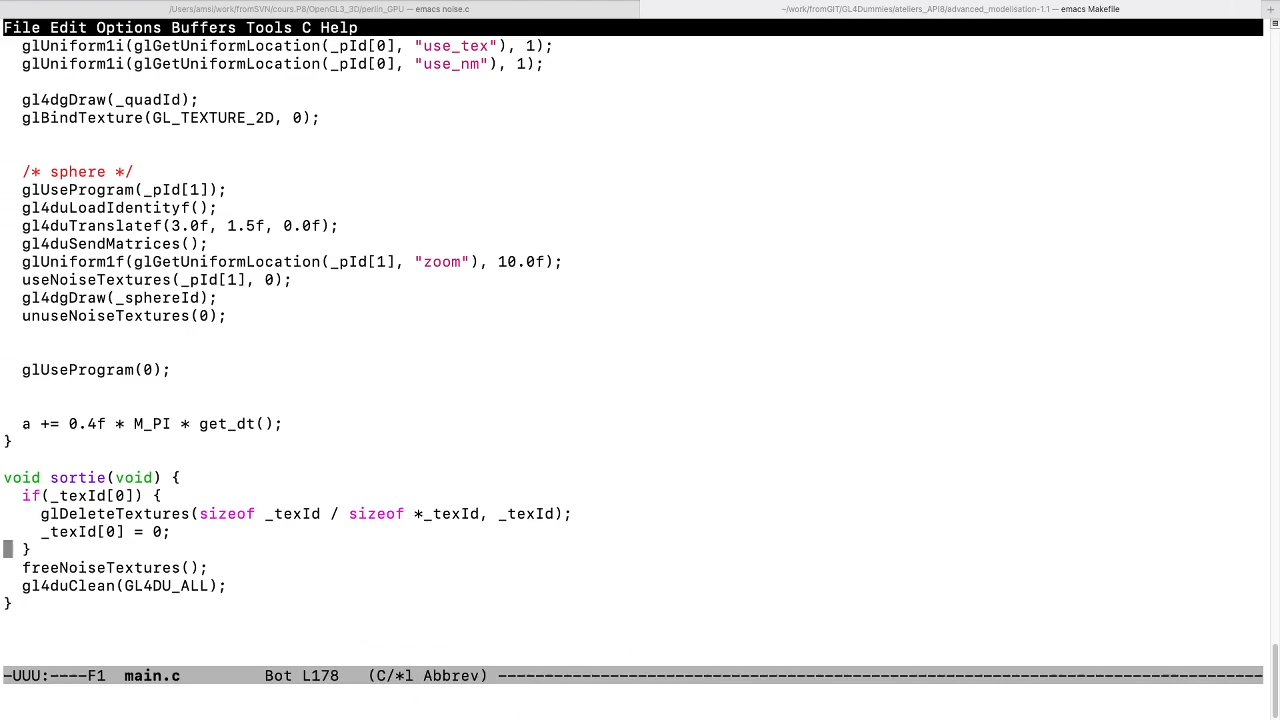 /Users/amsi/work/fromSVN/cours.P8/OpenGL3_3D/perlin_GPU — emacs noise.c
~/work/fromGIT/GL4Dummies/ateliers_API8/advanced_modelisation-1.1 — emacs Makefile
+
File Edit Options Buffers Tools C Help
glUniform1i(glGetUniformLocation(_pId[0], "use_tex"), 1);
glUniform1i(glGetUniformLocation(_pId[0], "use_nm"), 1);
gl4dgDraw(_quadId);
glBindTexture(GL_TEXTURE_2D, 0);
/* sphere */
glUseProgram(_pId[1]);
gl4duLoadIdentityf();
gl4duTranslatef(3.0f, 1.5f, 0.0f);
gl4duSendMatrices();
glUniform1f(glGetUniformLocation(_pId[1], "zoom"), 10.0f);
useNoiseTextures(_pId[1], 0);
gl4dgDraw(_sphereId);
unuseNoiseTextures(0);
glUseProgram(0);
a += 0.4f * M_PI * get_dt();
}
void sortie(void) {
if(_texId[0]) {
glDeleteTextures(sizeof _texId / sizeof *_texId, _texId);
_texId[0] = 0;
}
freeNoiseTextures();
gl4duClean(GL4DU_ALL);
}
-UUU:----F1  main.c         Bot L178   (C/*l Abbrev) -----------------------------------------------------------------------------------